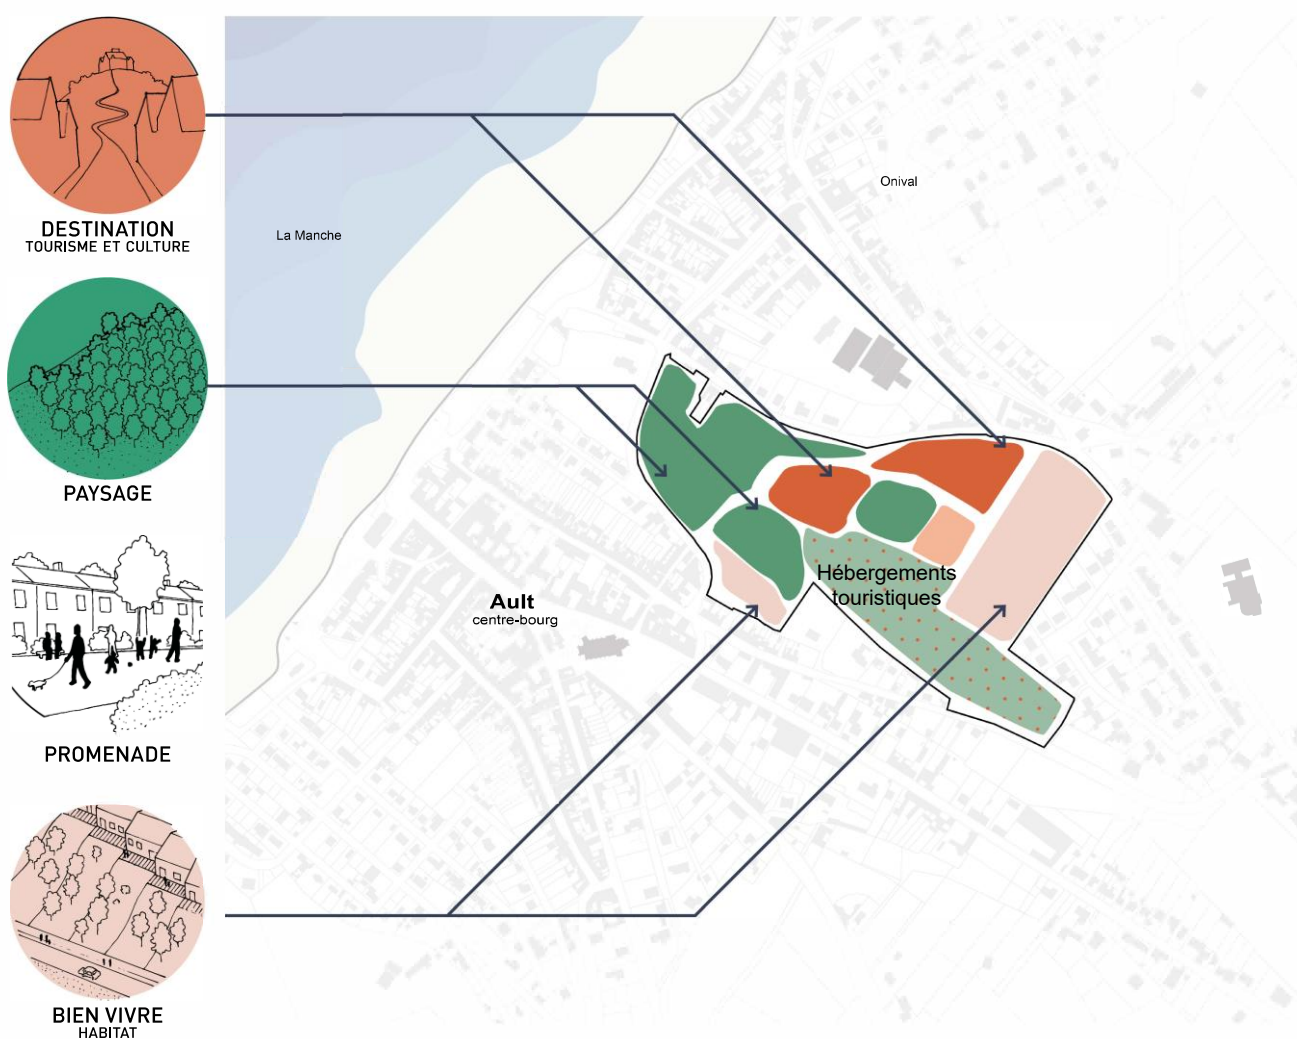 DESTINATION
TOURISME ET CULTURE
PAYSAGE
PROMENADE
BIEN VIVRE
HABITAT
La Manche
Onival
Ault
centre-bourg
Hébergements
touristiques